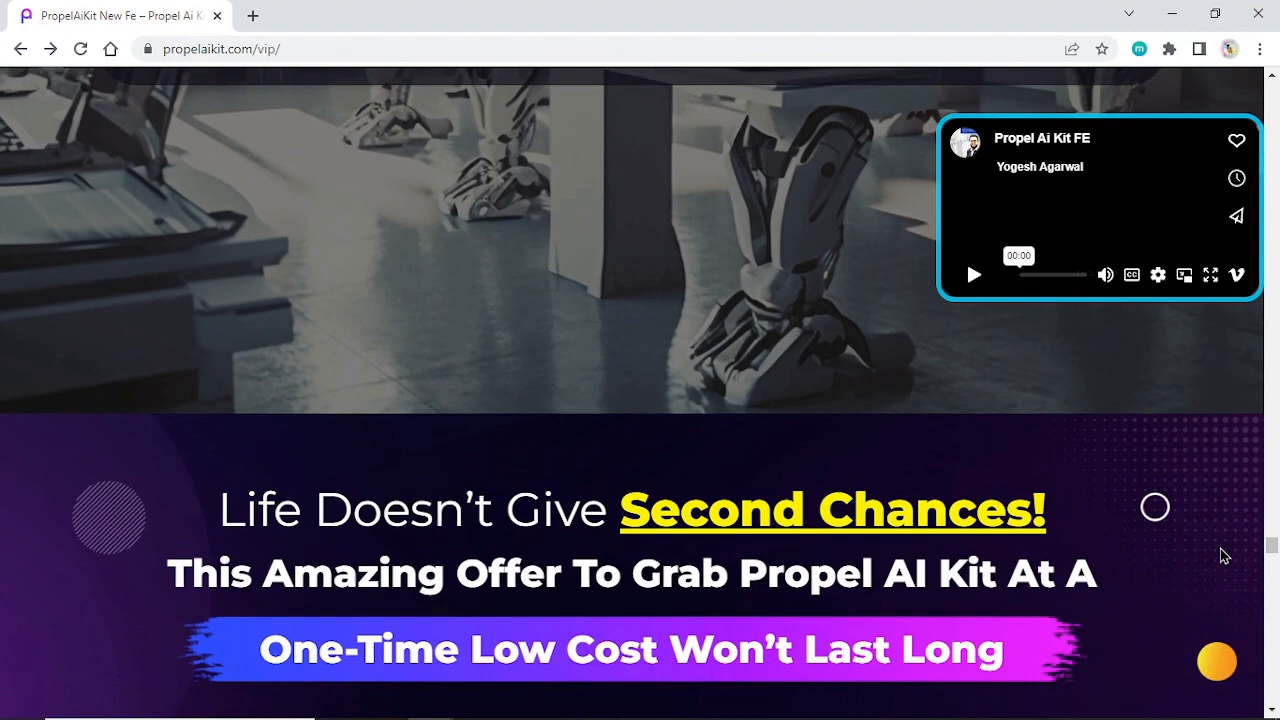 PropelAiKit New Fe – Propel Ai K
propelaikit.com/vip/
m
Propel Ai Kit FE
Yogesh Agarwal
00:00
CC
Life Doesn’t Give Second Chances!
This Amazing Offer To Grab Propel AI Kit At A
One-Time Low Cost Won’t Last Long